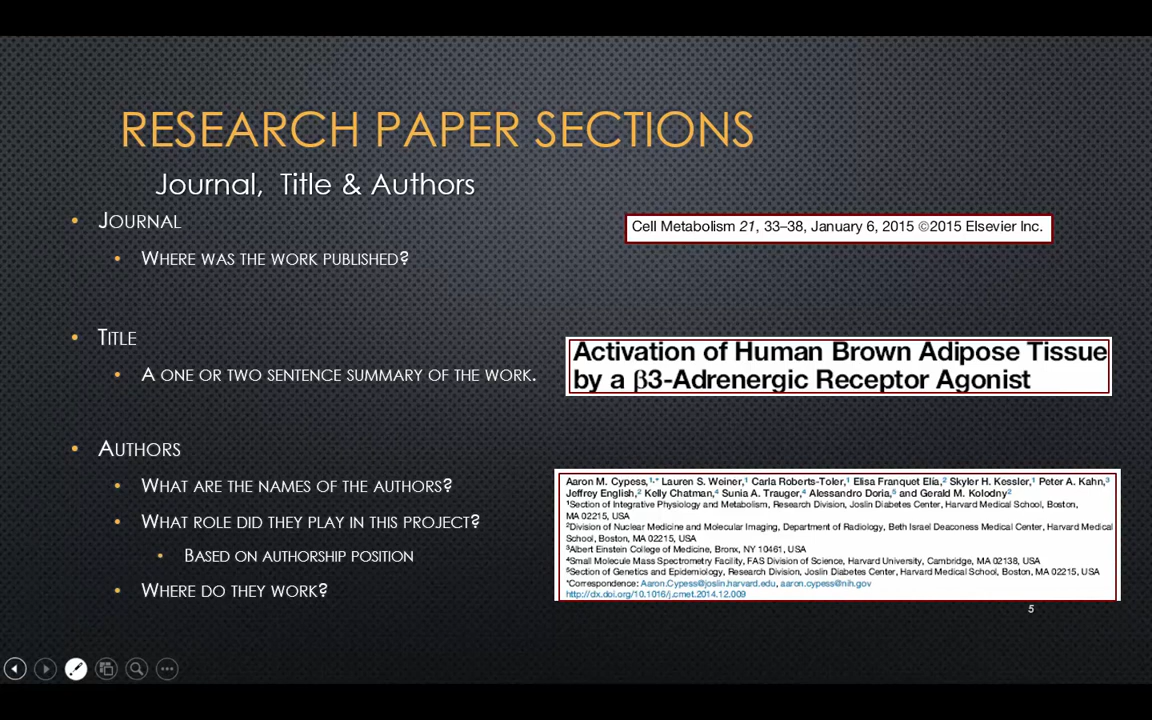 RESEARCH PAPER SECTIONS
Journal, Title & Authors
• JOURNAL
• WHERE WAS THE WORK PUBLISHED?
Cell Metabolism 21, 33–38, January 6, 2015 ©2015 Elsevier Inc.
• TITLE
• A ONE OR TWO SENTENCE SUMMARY OF THE WORK.
Activation of Human Brown Adipose Tissue
by a β3-Adrenergic Receptor Agonist
• AUTHORS
• WHAT ARE THE NAMES OF THE AUTHORS?
• WHAT ROLE DID THEY PLAY IN THIS PROJECT?
• BASED ON AUTHORSHIP POSITION
• WHERE DO THEY WORK?
Aaron M. Cypess,1,* Lauren S. Weiner,1 Carla Roberts-Toler,1 Elisa Franquet Elía,2 Skyler H. Kessler,1 Peter A. Kahn,3
Jeffrey English,2 Kelly Chatman,4 Sunia A. Trauger,4 Alessandro Doria,5 and Gerald M. Kolodny2
1Section of Integrative Physiology and Metabolism, Research Division, Joslin Diabetes Center, Harvard Medical School, Boston,
MA 02215, USA
2Division of Nuclear Medicine and Molecular Imaging, Department of Radiology, Beth Israel Deaconess Medical Center, Harvard Medical
School, Boston, MA 02215, USA
3Albert Einstein College of Medicine, Bronx, NY 10461, USA
4Small Molecule Mass Spectrometry Facility, FAS Division of Science, Harvard University, Cambridge, MA 02138, USA
5Section of Genetics and Epidemiology, Research Division, Joslin Diabetes Center, Harvard Medical School, Boston, MA 02215, USA
*Correspondence: Aaron.Cypess@joslin.harvard.edu, aaron.cypess@nih.gov
http://dx.doi.org/10.1016/j.cmet.2014.12.009
5